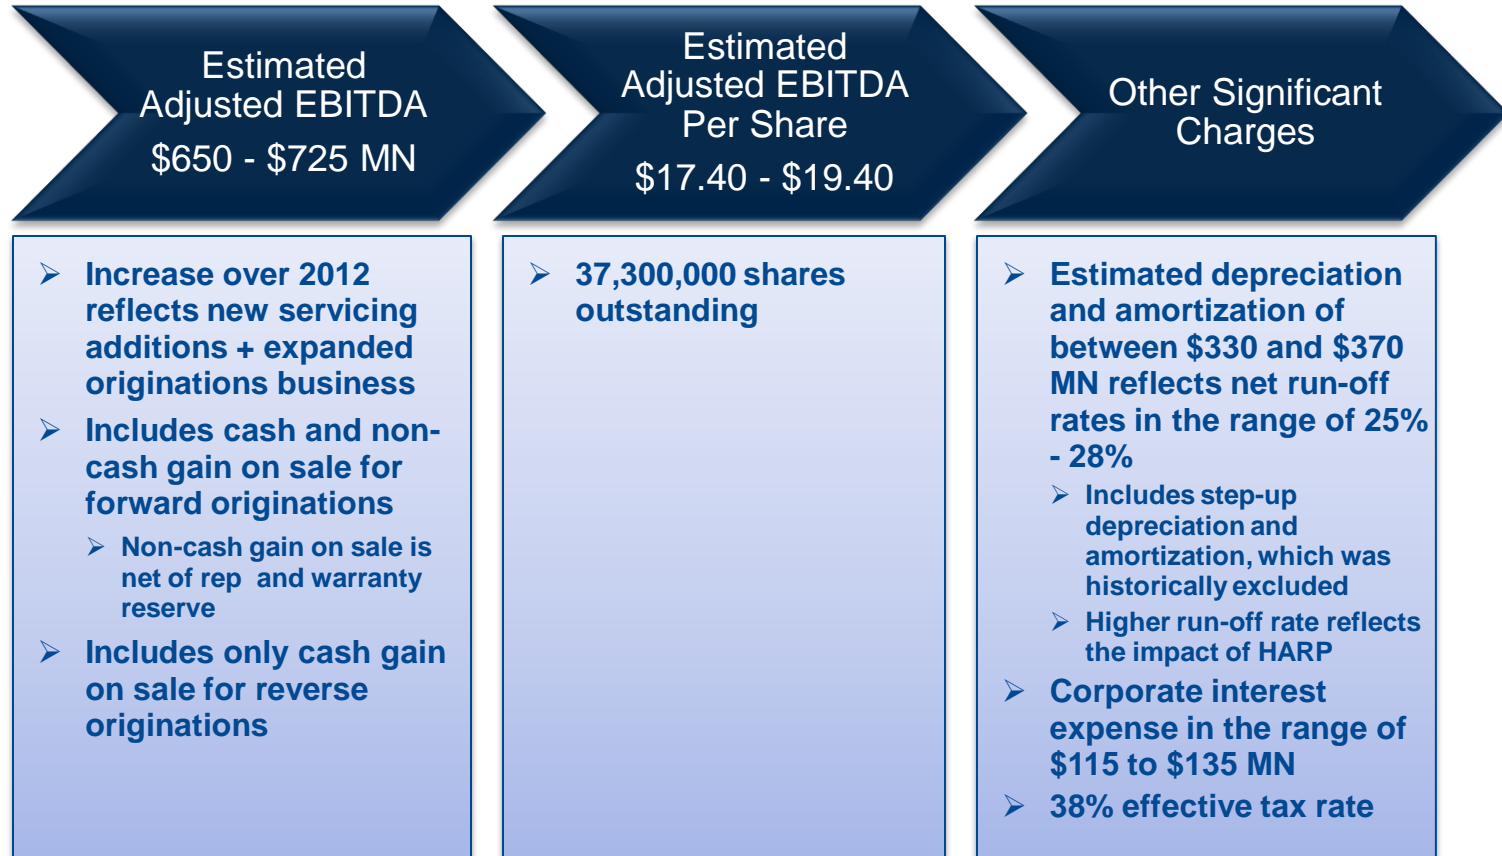 Estimated
Adjusted EBITDA
$650 - $725 MN
Estimated
Adjusted EBITDA
Per Share
$17.40 - $19.40
Other Significant
Charges
➢ Increase over 2012
reflects new servicing
additions + expanded
originations business
➢ Includes cash and non-
cash gain on sale for
forward originations
➢ Non-cash gain on sale is
net of rep and warranty
reserve
➢ Includes only cash gain
on sale for reverse
originations
➢ 37,300,000 shares
outstanding
➢ Estimated depreciation
and amortization of
between $330 and $370
MN reflects net run-off
rates in the range of 25%
- 28%
➢ Includes step-up
depreciation and
amortization, which was
historically excluded
➢ Higher run-off rate reflects
the impact of HARP
➢ Corporate interest
expense in the range of
$115 to $135 MN
➢ 38% effective tax rate